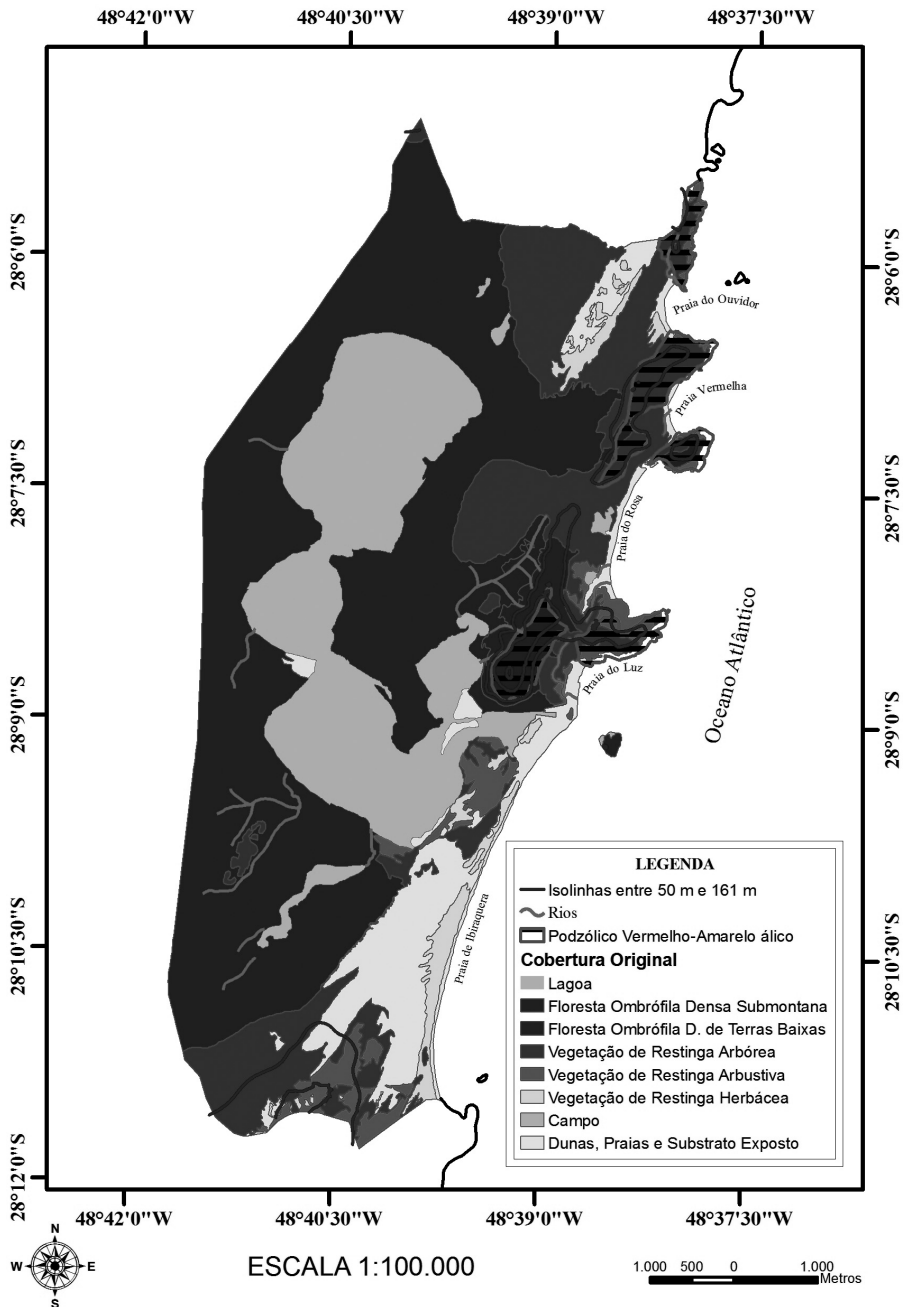 48°42'0''W
48°40'30''W
48°39'0''W
48°37'30''W
28°6'0''S
28°6'0''S
Praia do Ouvidor
Praia Vermelha
28°7'30''S
28°7'30''S
Praia do Rosa
Oceano Atlântico
Praia do Luz
28°9'0''S
28°9'0''S
Praia de Ibiraquera
LEGENDA
Isolinhas entre 50 m e 161 m
Rios
Podzólico Vermelho-Amarelo álico
Cobertura Original
Lagoa
Floresta Ombrófila Densa Submontana
Floresta Ombrófila D. de Terras Baixas
Vegetação de Restinga Arbórea
Vegetação de Restinga Arbustiva
Vegetação de Restinga Herbácea
Campo
Dunas, Praias e Substrato Exposto
28°10'30''S
28°10'30''S
28°12'0''S
28°12'0''S
48°42'0''W
48°40'30''W
48°39'0''W
48°37'30''W
N
W E
S
ESCALA 1:100.000
1.000 500 0 1.000
Metros